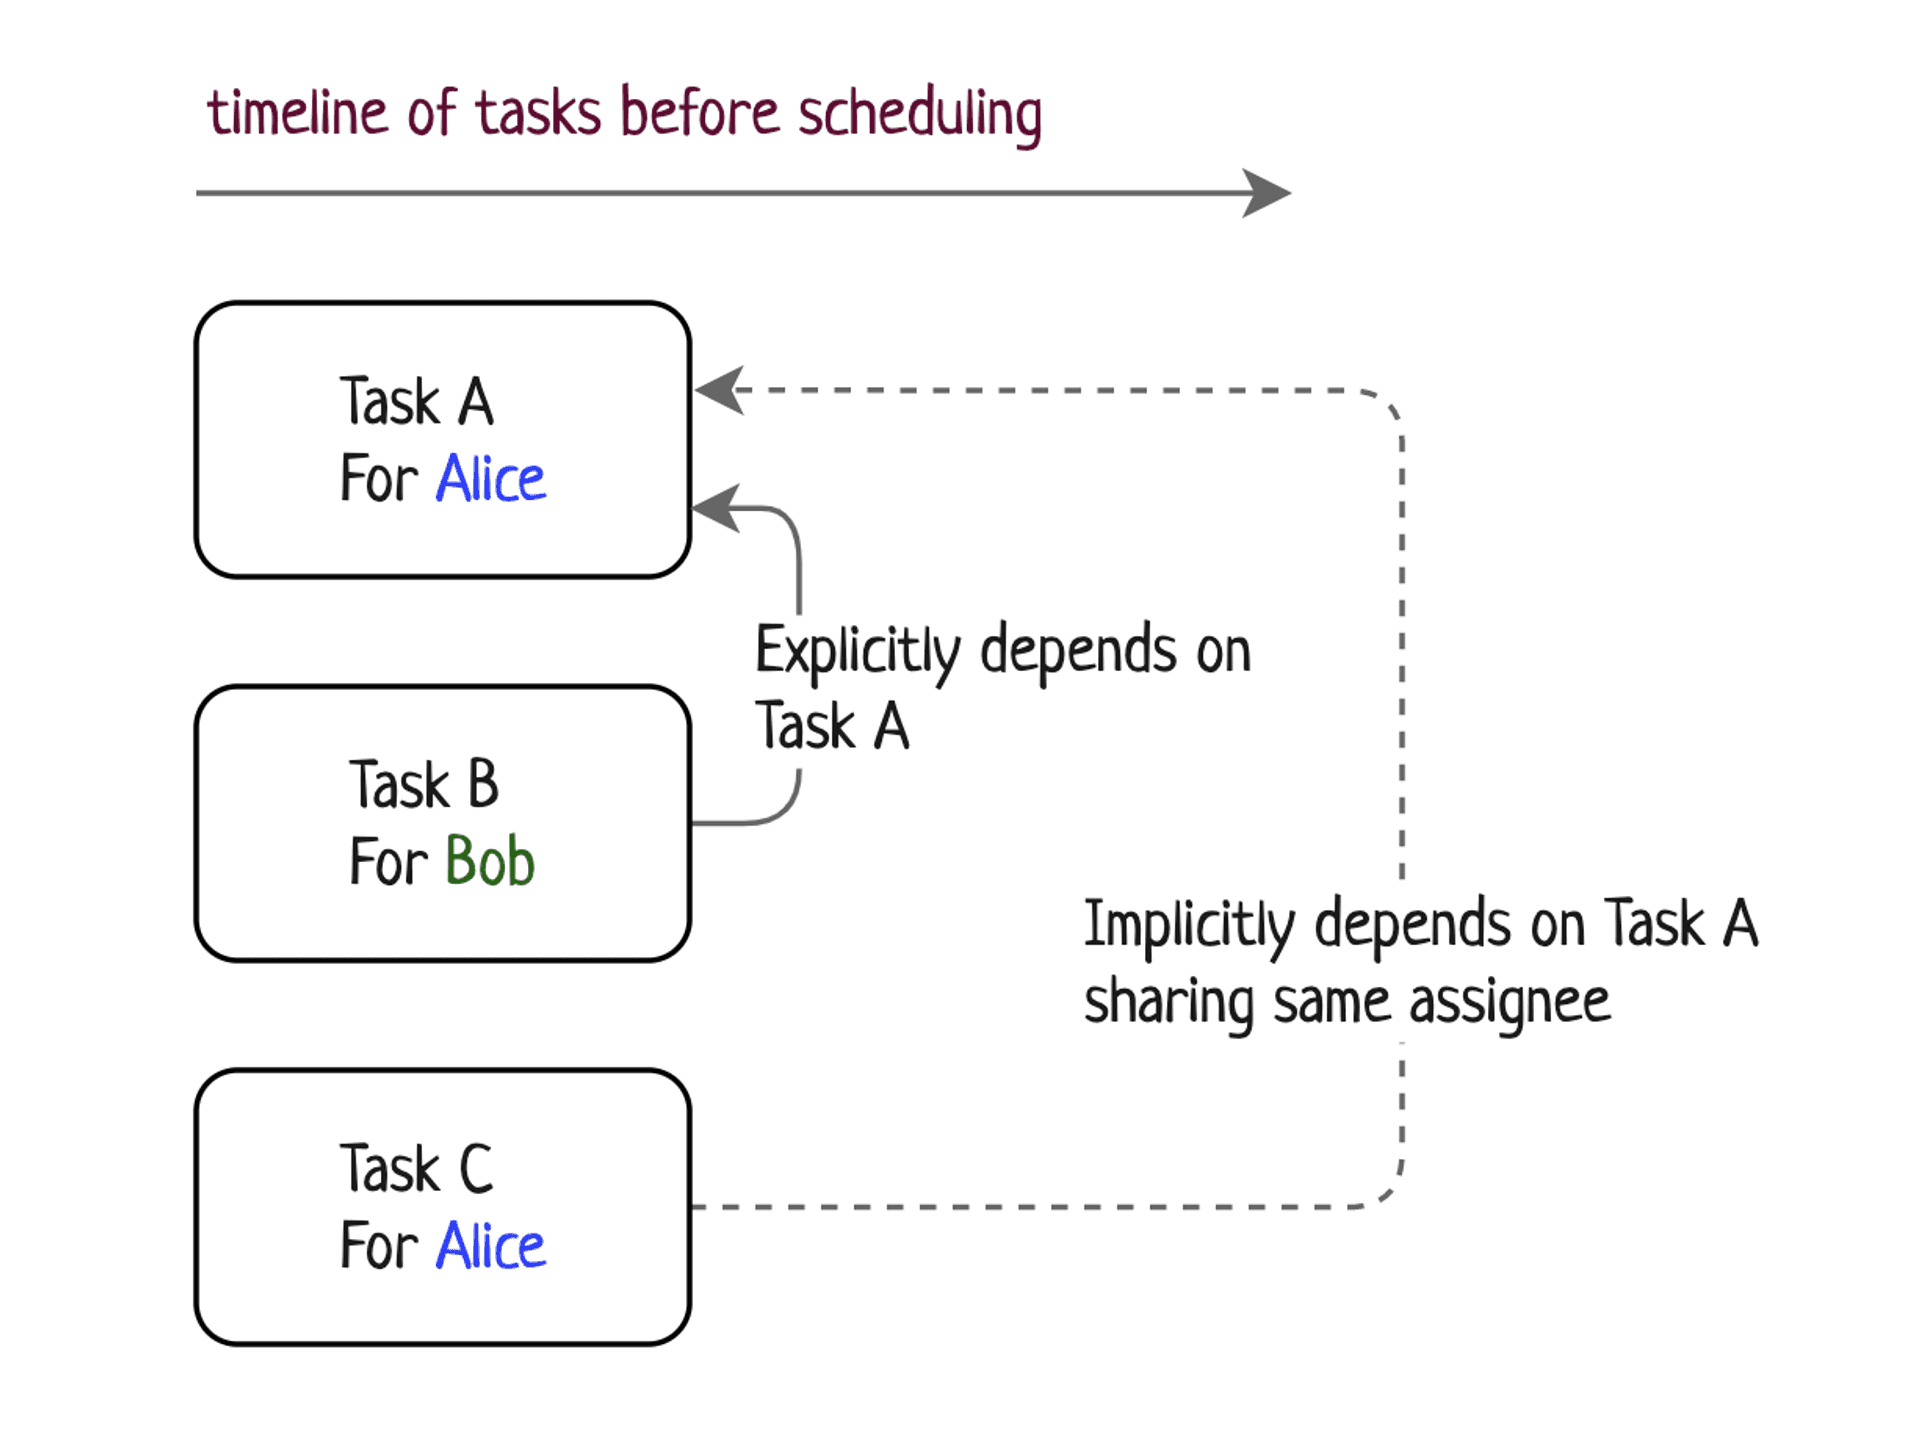 timeline of tasks before scheduling
Task A
For Alice
Explicitly depends on
Task A
Task B
For Bob
Implicitly depends on Task A
sharing same assignee
Task C
For Alice